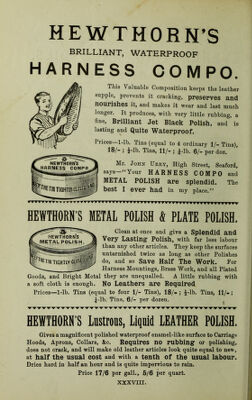 HEWTHORN'S
BRILLIANT, WATERPROOF
HARNESS COMPO.
This Valuable Composition keeps the leather
supple, prevents it cracking, preserves and
nourishes it, and makes it wear and last much
longer. It produces, with very little rubbing, a
fine, Brilliant Jet Black Polish, and is
lasting and Quite Waterproof.
Prices—1-lb. Tins (equal to 4 ordinary 1/- Tins),
18/- ; ½-lb. Tins, 11/- ; ¼-lb. 6/- per doz.
HEWTHORN'S
HARNESS COMPO
Mr. John Urry, High Street, Seaford,
says—"Your HARNESS COMPO and
METAL POLISH are splendid. The
best I ever had in my place."
HEWTHORN'S METAL POLISH & PLATE POLISH.
HEWTHORN'S
METAL POLISH.
Clean at once and give a Splendid and
Very Lasting Polish, with far less labour
than any other articles. They keep the surfaces
untarnished twice as long as other Polishes
do, and so Save Half The Work. For
Harness Mountings, Brass Work, and all Plated
Goods, and Bright Metal they are unequalled. A little rubbing with
a soft cloth is enough. No Leathers are Required
Prices—1-lb. Tins (equal to four 1/- Tins), 18/- ; ½-lb. Tins, 11/- ;
¼-lb. Tins, 6/- per dozen.
HEWTHORN'S Lustrous, Liquid LEATHER POLISH.
Gives a magnificent polished waterproof enamel-like surface to Carriage
Hoods, Aprons, Collars, &c. Requires no rubbing or polishing,
does not crack, and will make old leather articles look quite equal to new,
at half the usual cost and with a tenth of the usual labour.
Dries hard in half an hour and is quite impervious to rain.
Price 17/6 per gall., 5/6 per quart.
XXXVIII.